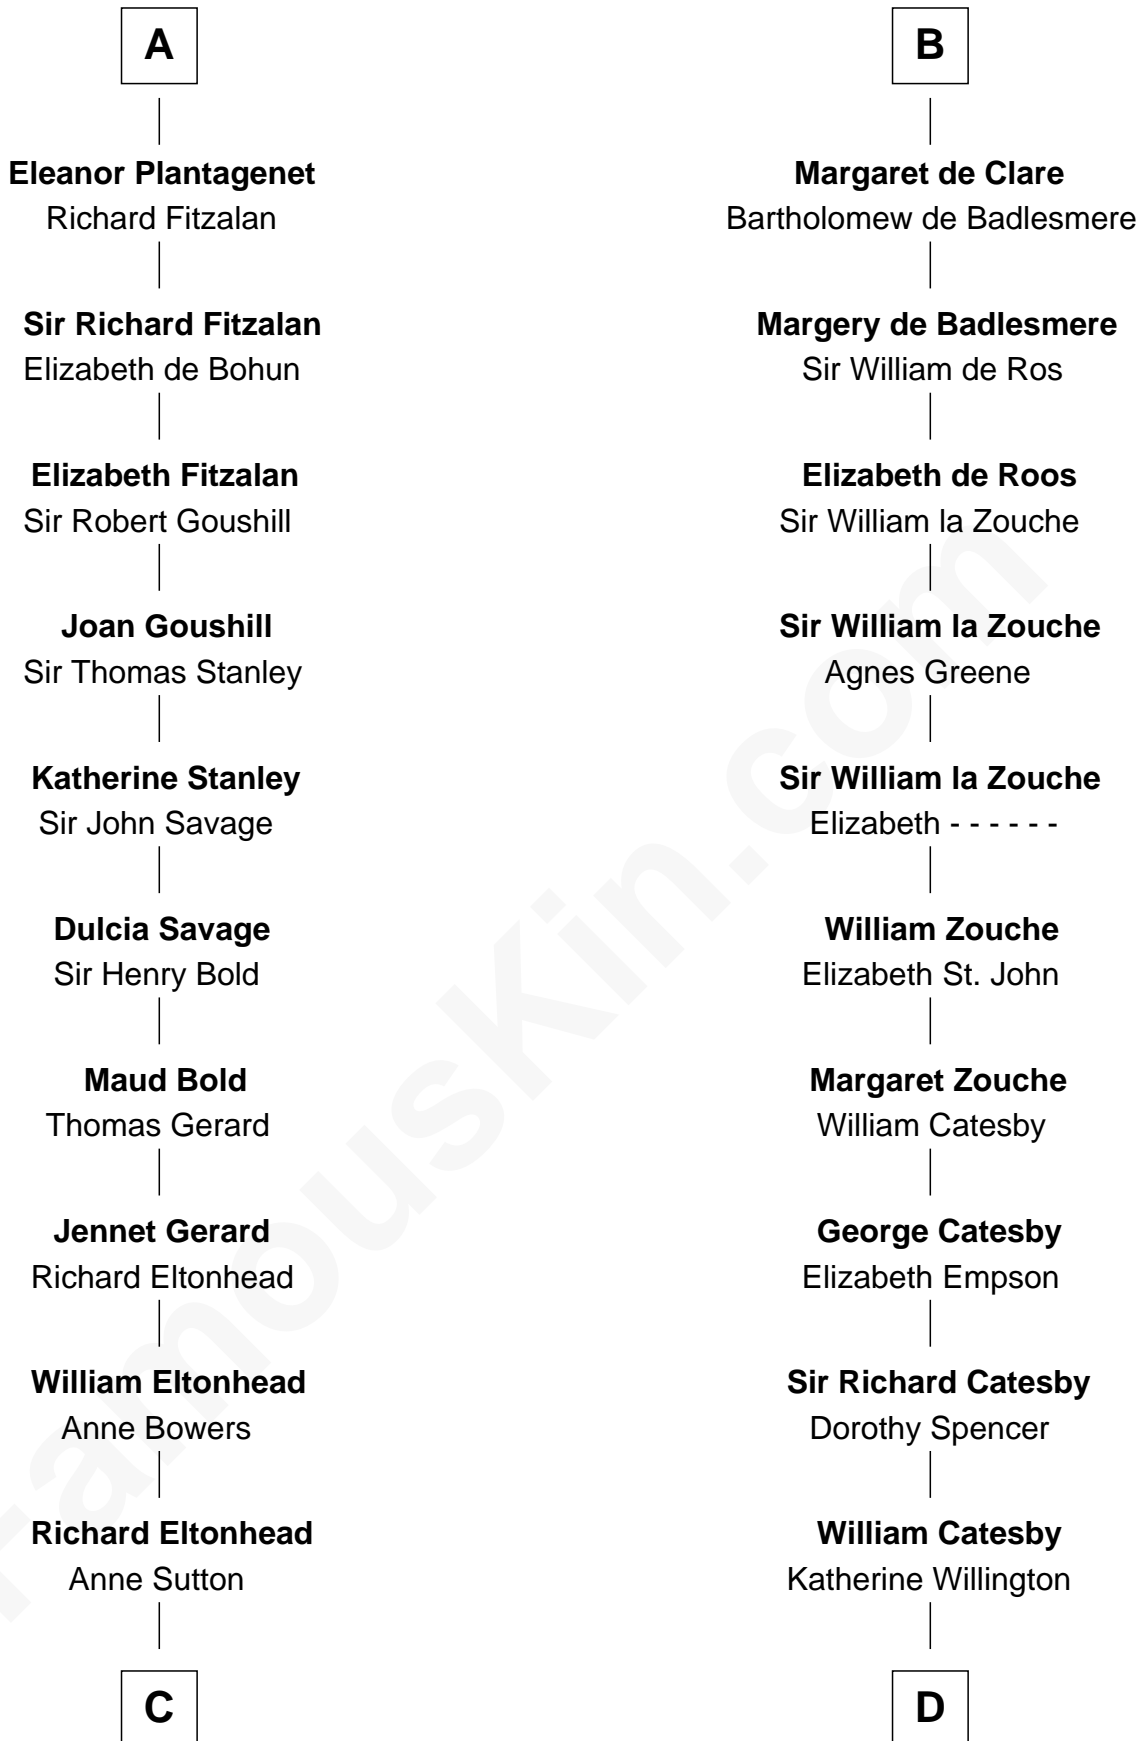 A
Eleanor Plantagenet
Richard Fitzalan
Sir Richard Fitzalan
Elizabeth de Bohun
Elizabeth Fitzalan
Sir Robert Goushill
Joan Goushill
Sir Thomas Stanley
Katherine Stanley
Sir John Savage
Dulcia Savage
Sir Henry Bold
Maud Bold
Thomas Gerard
Jennet Gerard
Richard Eltonhead
William Eltonhead
Anne Bowers
Richard Eltonhead
Anne Sutton
C
B
Margaret de Clare
Bartholomew de Badlesmere
Margery de Badlesmere
Sir William de Ros
Elizabeth de Roos
Sir William la Zouche
Sir William la Zouche
Agnes Greene
Sir William la Zouche
Elizabeth - - - - - -
William Zouche
Elizabeth St. John
Margaret Zouche
William Catesby
George Catesby
Elizabeth Empson
Sir Richard Catesby
Dorothy Spencer
William Catesby
Katherine Willington
D
FamousKin.com